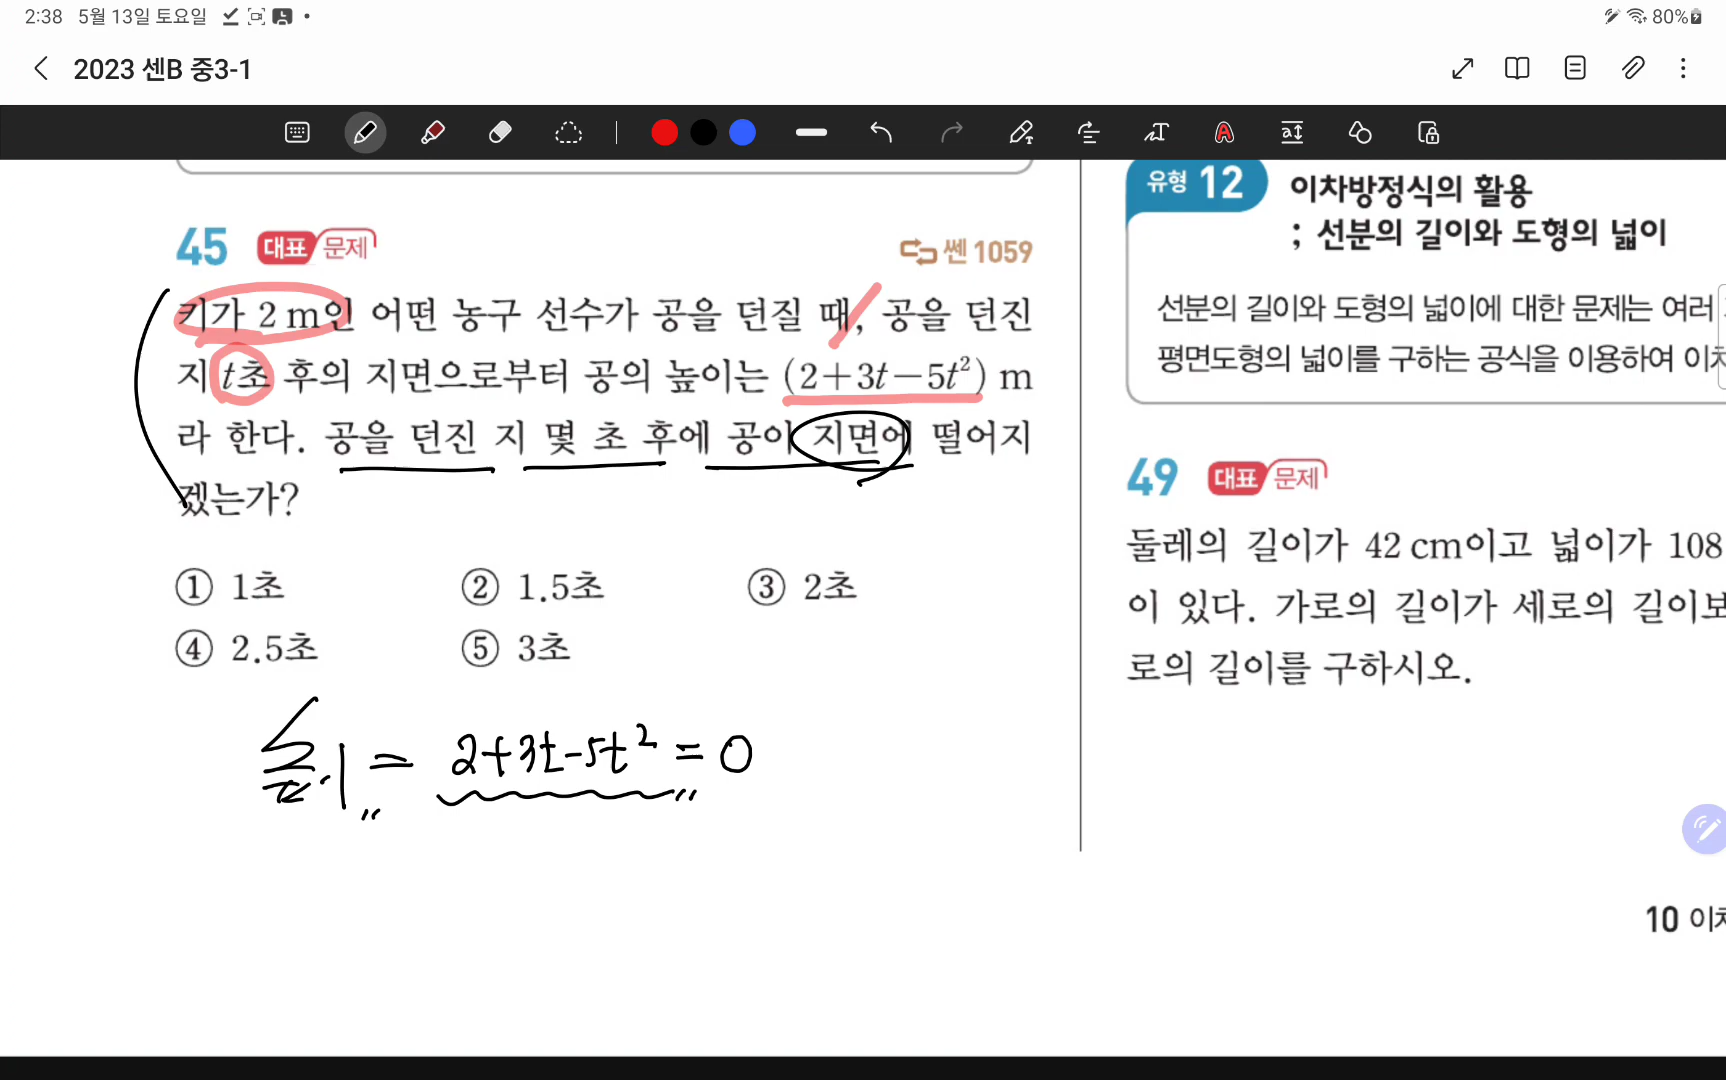 2:38 5월 13일 토요일
80%
2023 센B 중3-1
45 대표 문제
쎈 1059
키가 2 m인 어떤 농구 선수가 공을 던질 때, 공을 던진
지 t초 후의 지면으로부터 공의 높이는 (2+3t−5t²) m
라 한다. 공을 던진 지 몇 초 후에 공이 지면에 떨어지
겠는가?
① 1초 ② 1.5초 ③ 2초
④ 2.5초 ⑤ 3초
= 2+3t-5t² = 0
유형 12 이차방정식의 활용
; 선분의 길이와 도형의 넓이
선분의 길이와 도형의 넓이에 대한 문제는 여러
평면도형의 넓이를 구하는 공식을 이용하여 이차
49 대표 문제
둘레의 길이가 42 cm이고 넓이가 108
이 있다. 가로의 길이가 세로의 길이보
로의 길이를 구하시오.
10 이차